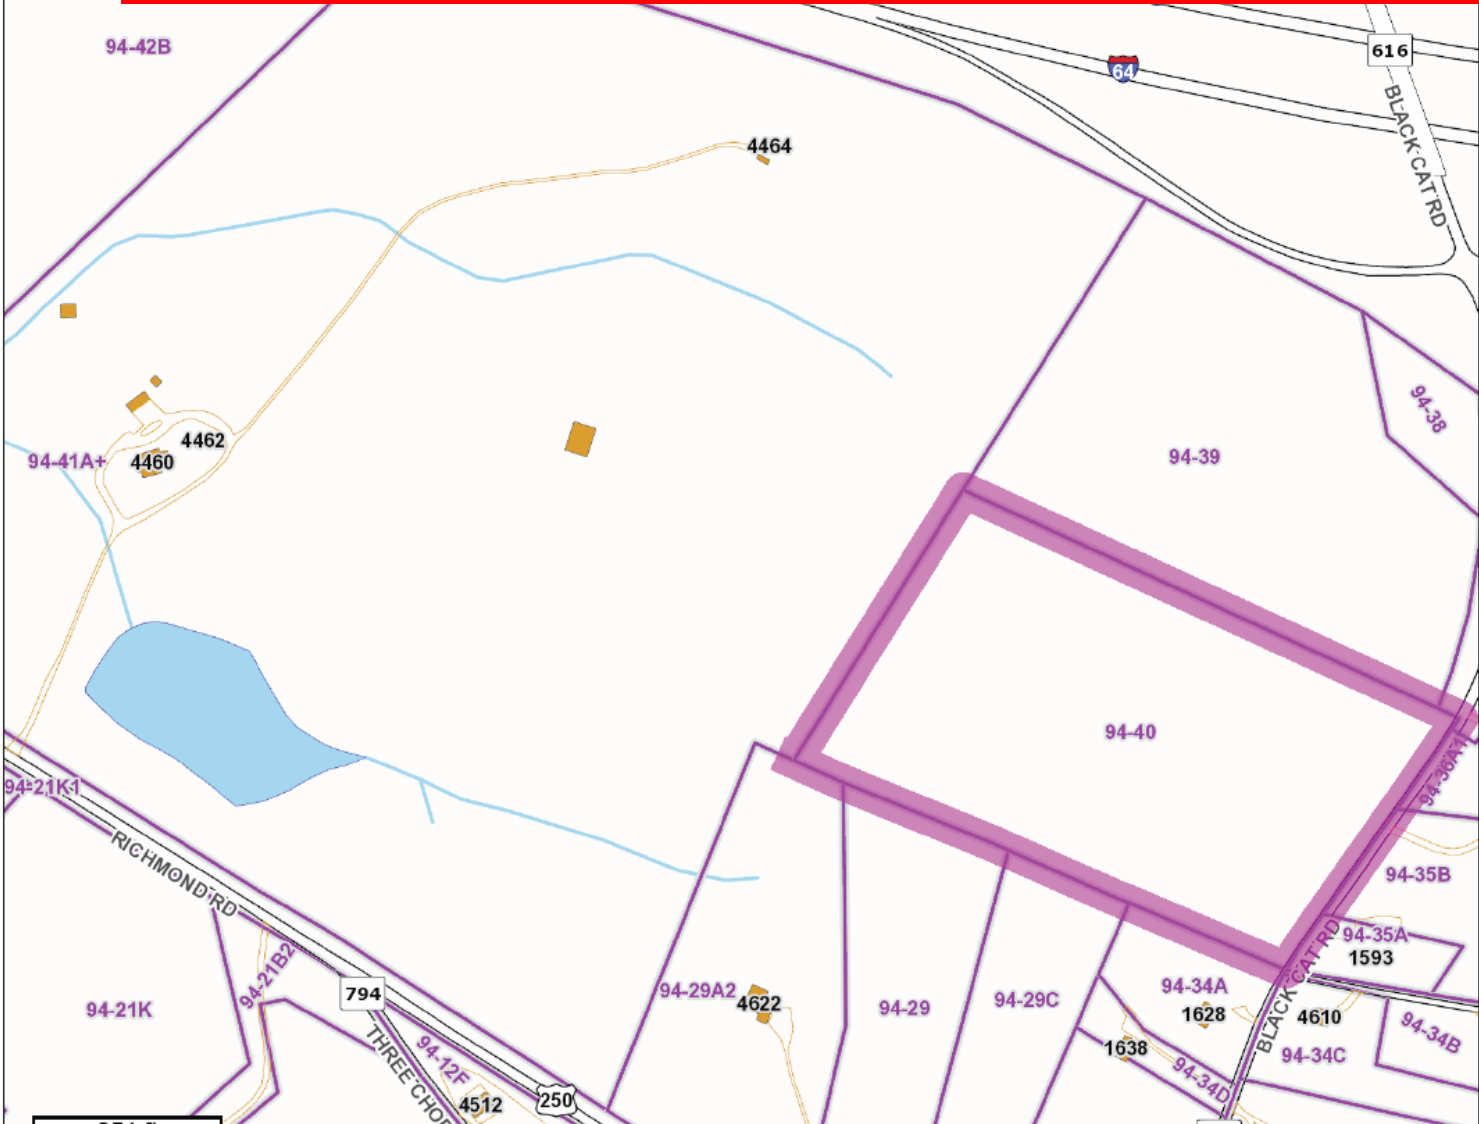 94-42B
616
64
BLACK CAT RD
4464
94-38
94-39
4462
94-41A+
4460
94-40
94-36A1
94-21K1
RICHMOND RD
94-35B
94-35A
1593
BLACK CAT RD
94-21B2
94-29A2
4622
94-29
94-29C
94-34A
1628
4610
94-34B
94-21K
794
1638
94-34C
94-34D
THREE CHO
94-12F
4512
250